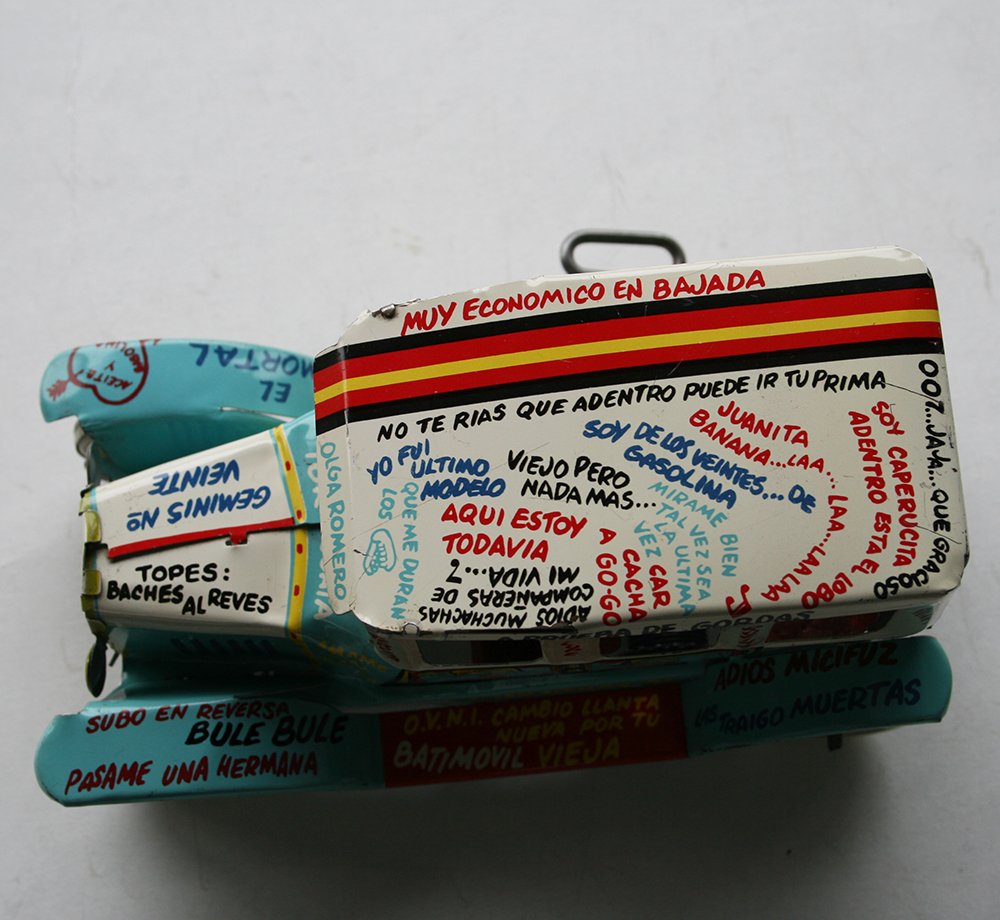 MUY ECONOMICO EN BAJADA
NO TE RIAS QUE ADENTRO PUEDE IR TU PRIMA
007...JAJA...QUE GRACIOSO
YO FUI
ULTIMO
MODELO
VIEJO PERO
NADA MAS...
SOY DE LOS VEINTES... DE
GASOLINA
JUANITA
BANANA...LAA...LAA...LAALAA
SOY CAPERUCITA
ADENTRO ESTA EL LOBO
QUE ME DURAN
LOS
AQUI ESTOY
TODAVIA
MIRAME BIEN
TAL VEZ SEA
LA ULTIMA
VEZ
CAR
CACHA
A GO-GO
ADIOS MUCHACHAS
COMPAÑERAS DE
MI VIDA...?
OLGA ROMERO
EL
MORTAL
ACEITE
Y
GEMINIS Nº
VEINTE
TOPES:
BACHES
AL REVES
DE GORDOS
SUBO EN REVERSA
BULE BULE
PASAME UNA HERMANA
O.V.N.I. CAMBIO LLANTA
NUEVA POR TU
BATIMOVIL VIEJA
ADIOS MICIFUZ
LAS TRAIGO MUERTAS